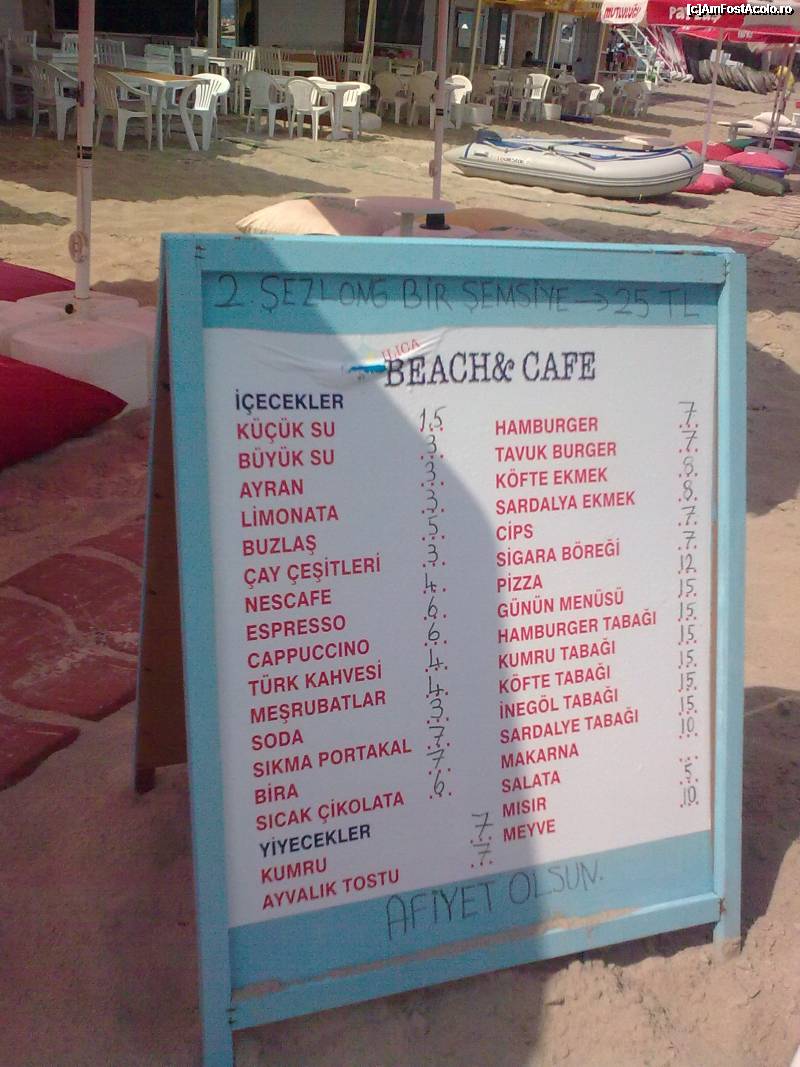 (c)AmFostAcolo.ro
MUTLULUĞU
2. ŞEZLONG BİR ŞEMSİYE → 25 TL
ILICA
BEACH& CAFE
İÇECEKLER
KÜÇÜK SU 1,5
BÜYÜK SU 3
AYRAN 3
LİMONATA 3
BUZLAŞ 5
ÇAY ÇEŞİTLERİ 3
NESCAFE 4
ESPRESSO 6
CAPPUCCINO 6
TÜRK KAHVESİ 4
MEŞRUBATLAR 4
SODA 3
SIKMA PORTAKAL 7
BİRA 7
SICAK ÇİKOLATA 6
YİYECEKLER
KUMRU 7
AYVALIK TOSTU 7
HAMBURGER 7
TAVUK BURGER 7
KÖFTE EKMEK 8
SARDALYA EKMEK 8
CİPS 7
SİGARA BÖREĞİ 7
PİZZA 12
GÜNÜN MENÜSÜ 15
HAMBURGER TABAĞI 15
KUMRU TABAĞI 15
KÖFTE TABAĞI 15
İNEGÖL TABAĞI 15
SARDALYE TABAĞI 15
MAKARNA 10
SALATA
MISIR 5
MEYVE 10
AFİYET OLSUN.